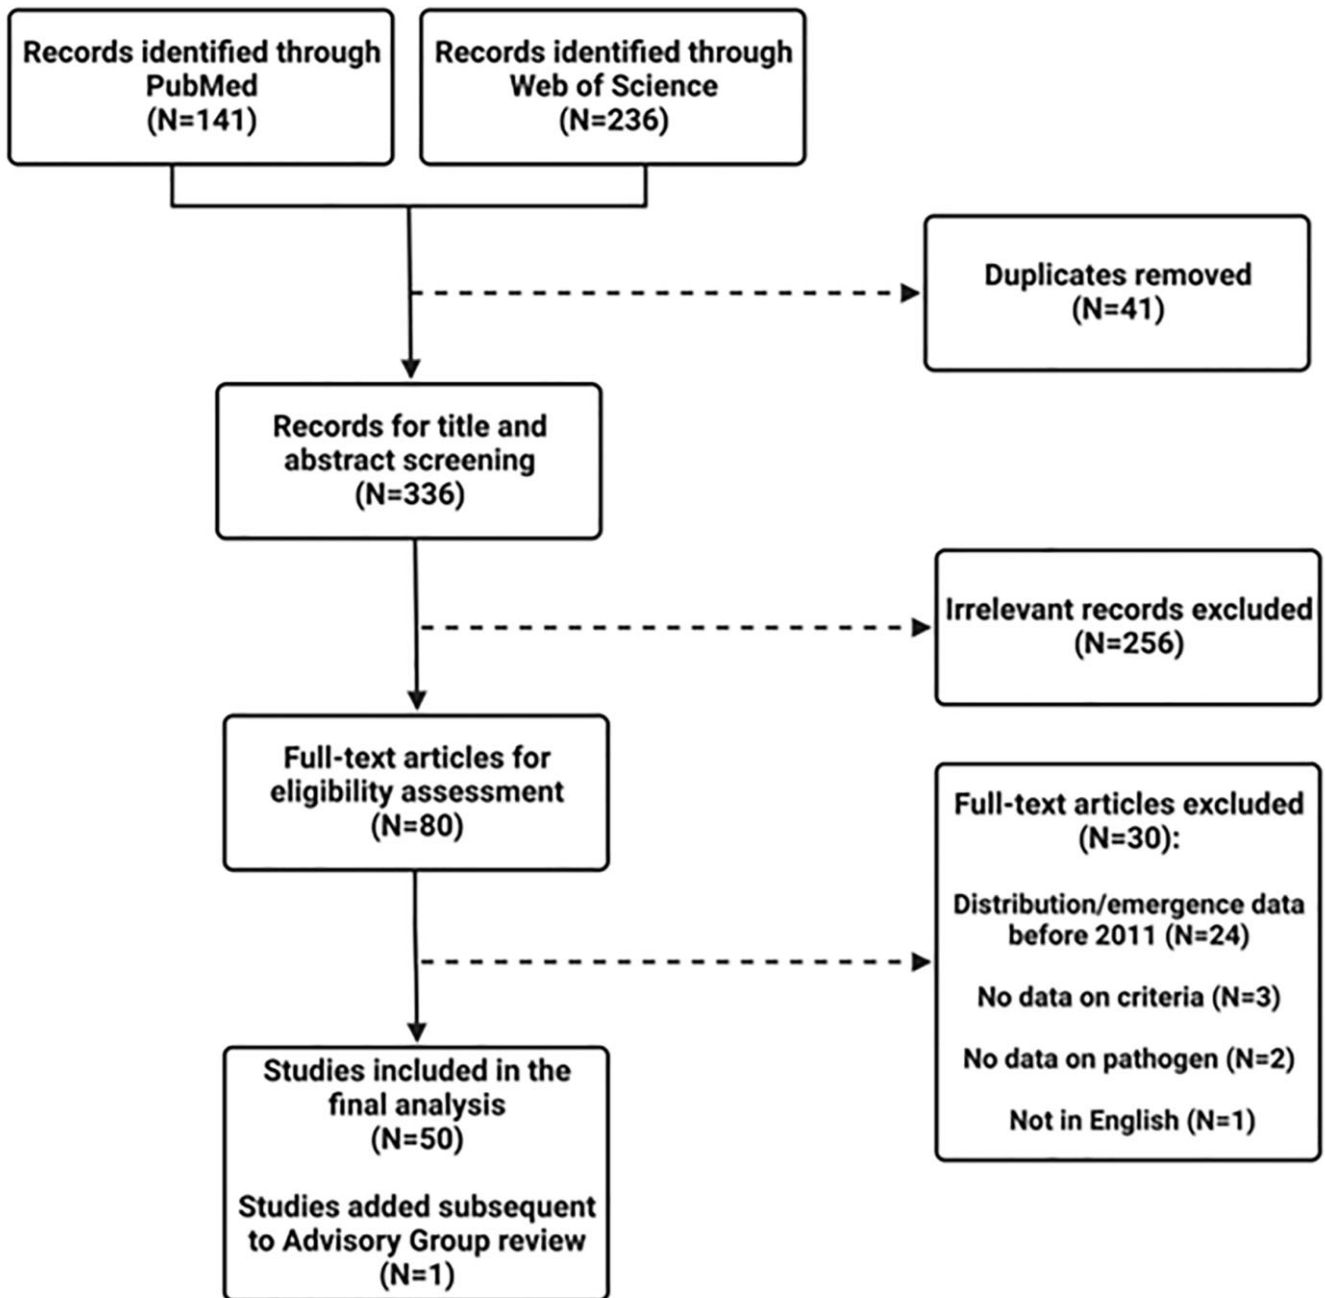 Records identified through
PubMed
(N=141)
Records identified through
Web of Science
(N=236)
Duplicates removed
(N=41)
Records for title and
abstract screening
(N=336)
Irrelevant records excluded
(N=256)
Full-text articles for
eligibility assessment
(N=80)
Full-text articles excluded
(N=30):
Distribution/emergence data
before 2011 (N=24)
No data on criteria (N=3)
No data on pathogen (N=2)
Not in English (N=1)
Studies included in the
final analysis
(N=50)
Studies added subsequent
to Advisory Group review
(N=1)